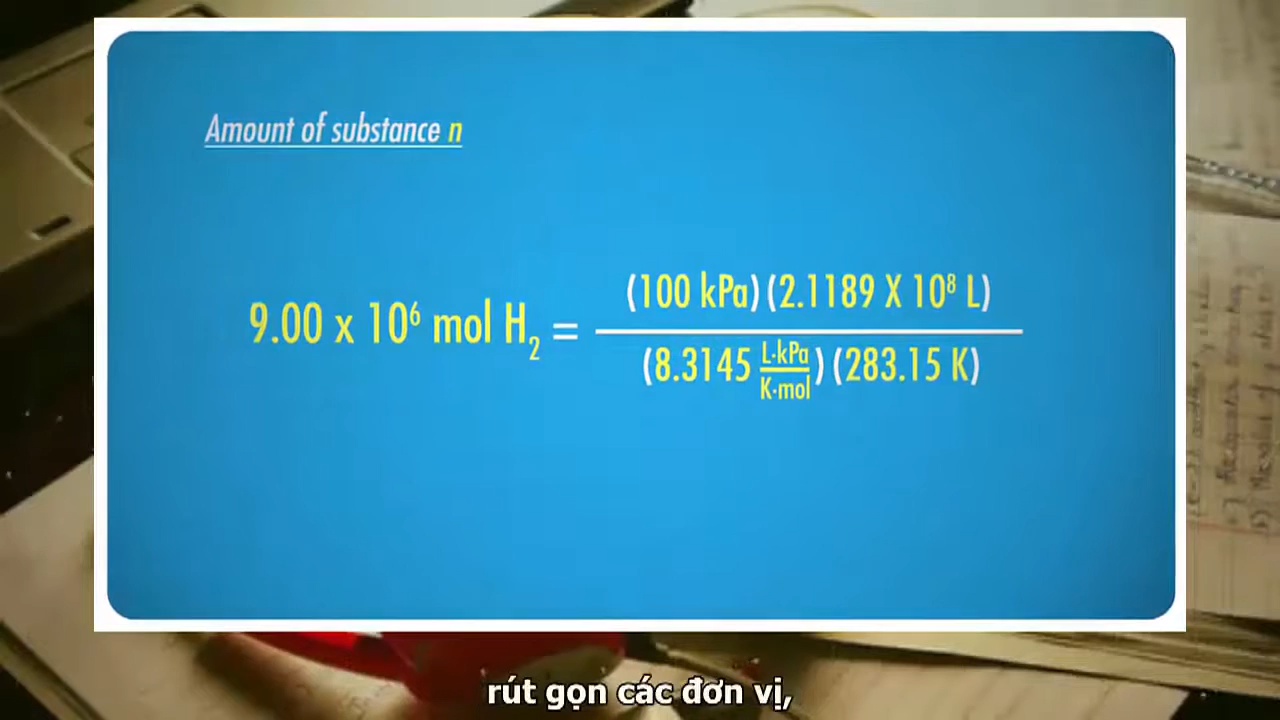 Amount of substance n
9.00 x 10⁶ mol H₂ = (100 kPa) (2.1189 X 10⁸ L) / (8.3145 L·kPa / K·mol) (283.15 K)
rút gọn các đơn vị,